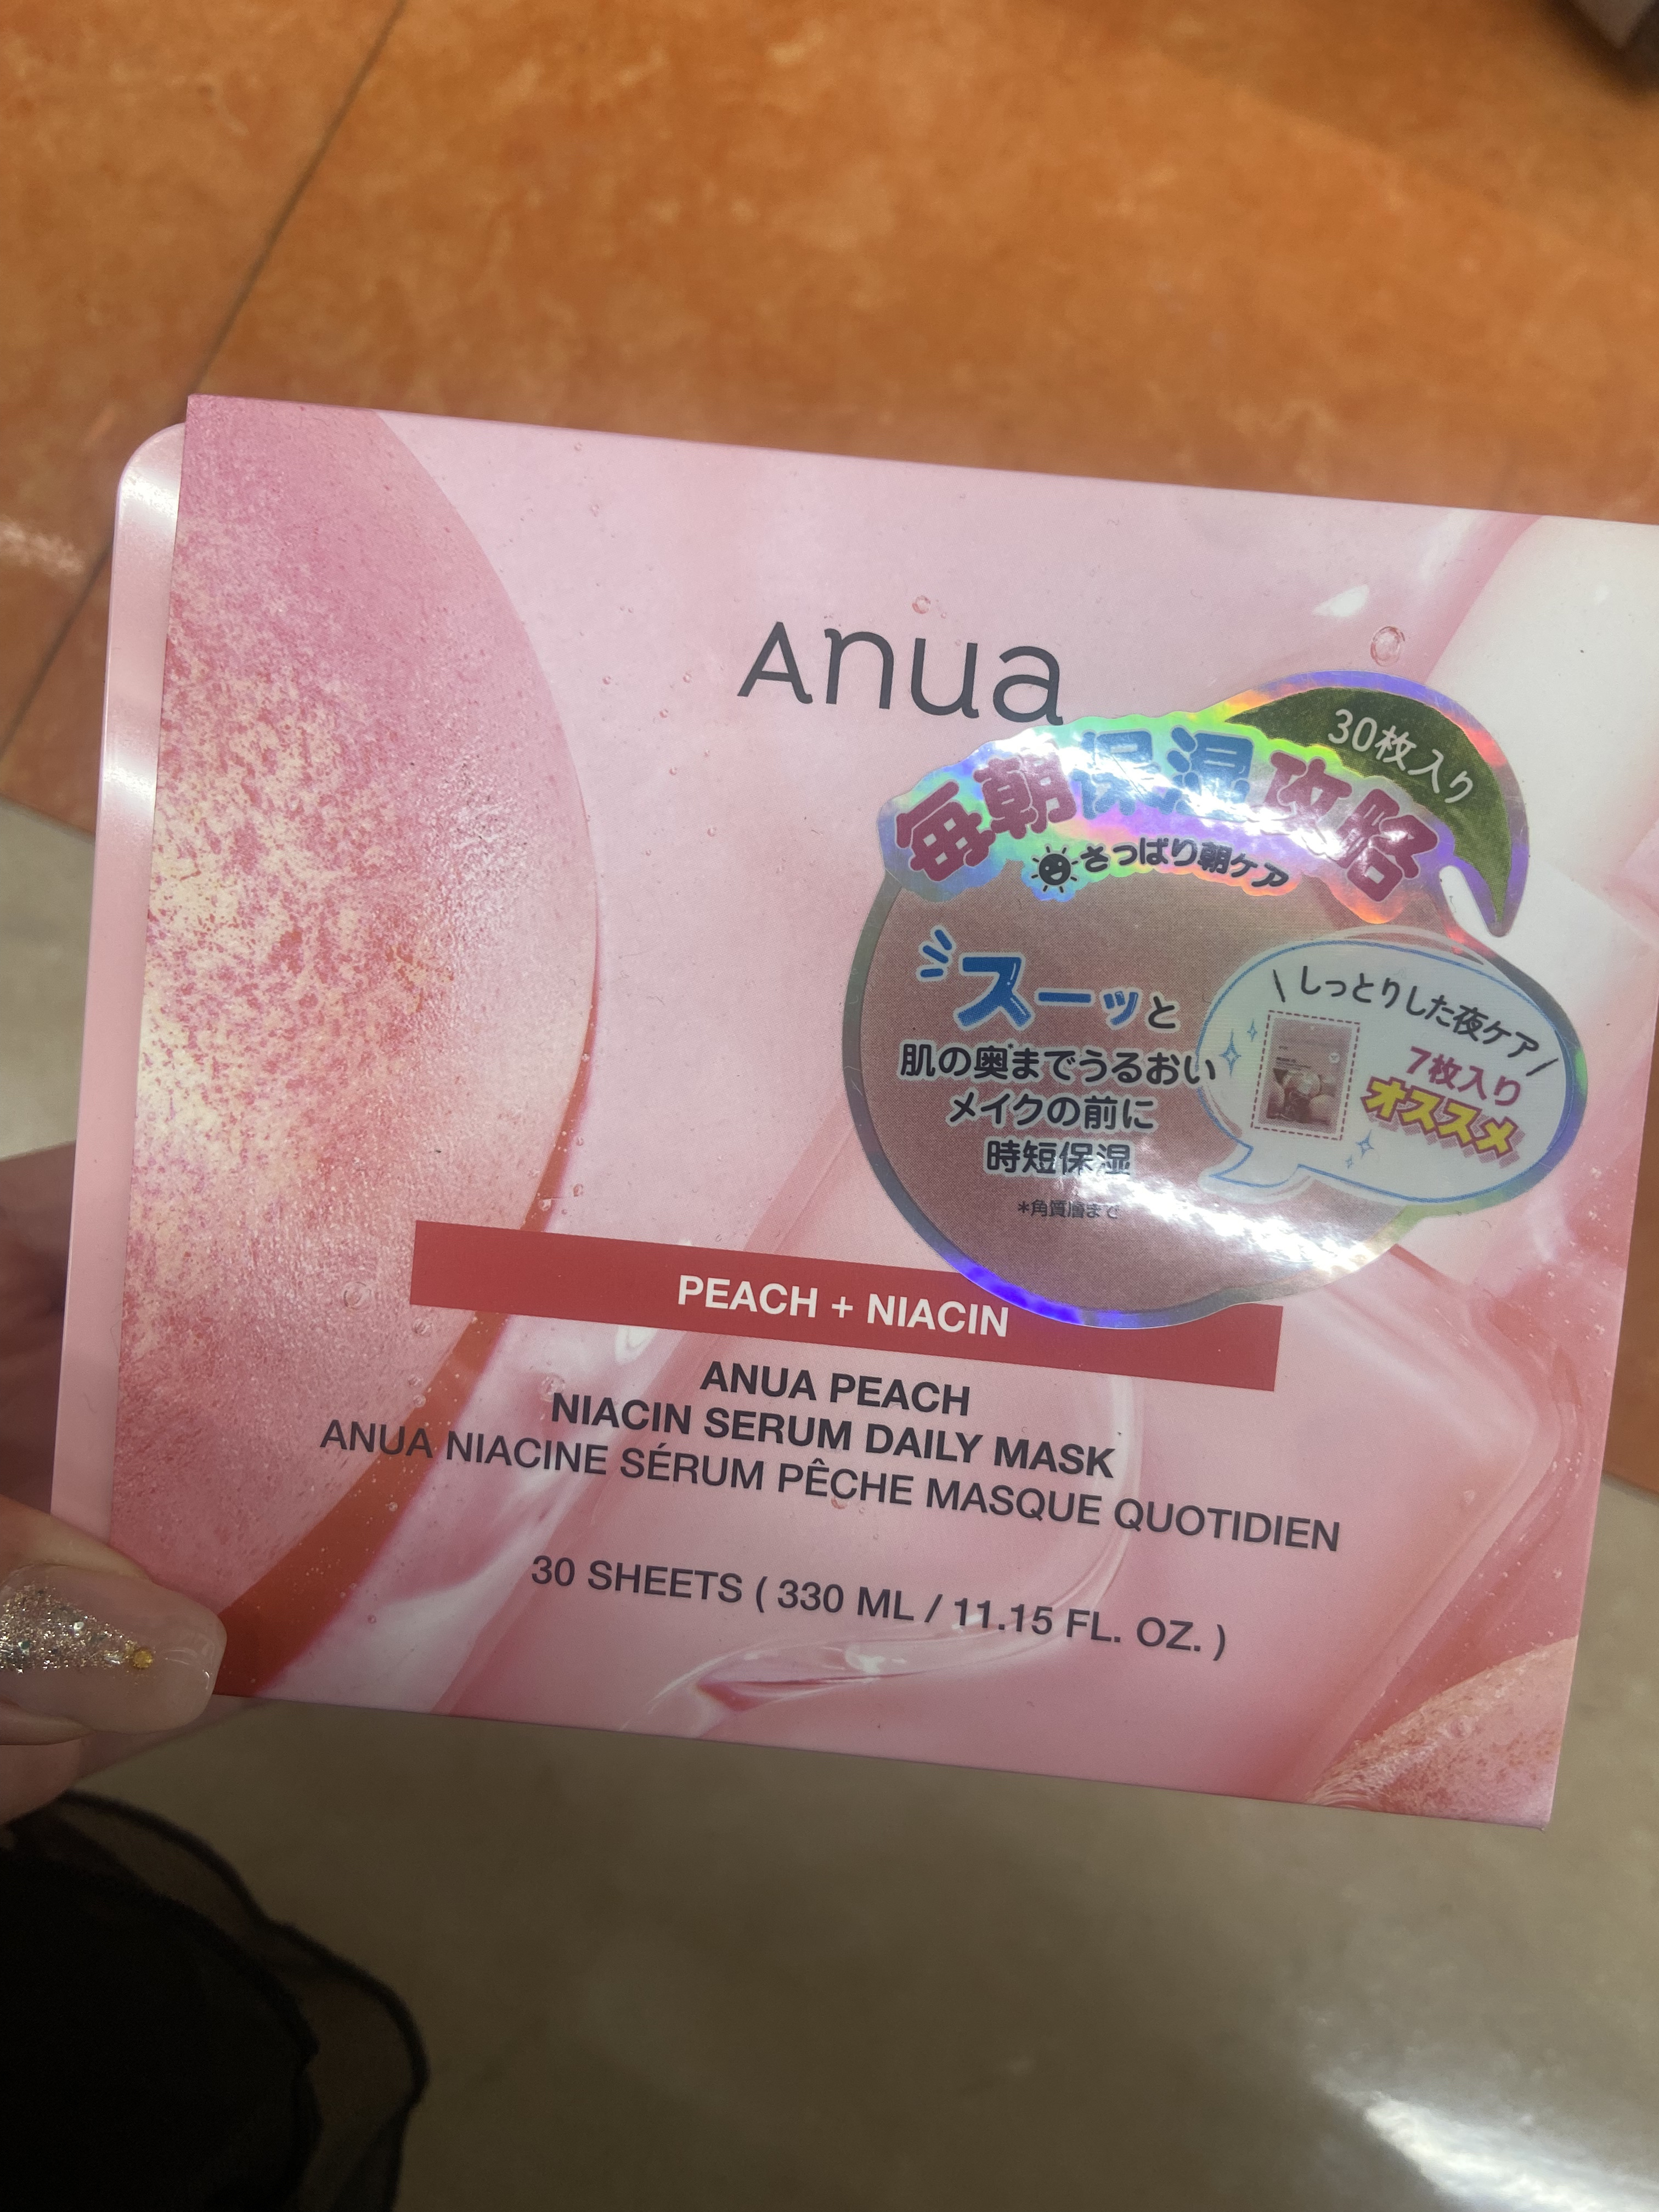 Anua
30枚入り
毎朝保湿攻略
さっぱり朝ケア
スーッと
肌の奥までうるおい
メイクの前に
時短保湿
*角質層まで
しっとりした夜ケア
7枚入り
オススメ
PEACH + NIACIN
ANUA PEACH
NIACIN SERUM DAILY MASK
ANUA NIACINE SÉRUM PÊCHE MASQUE QUOTIDIEN
30 SHEETS ( 330 ML / 11.15 FL. OZ. )